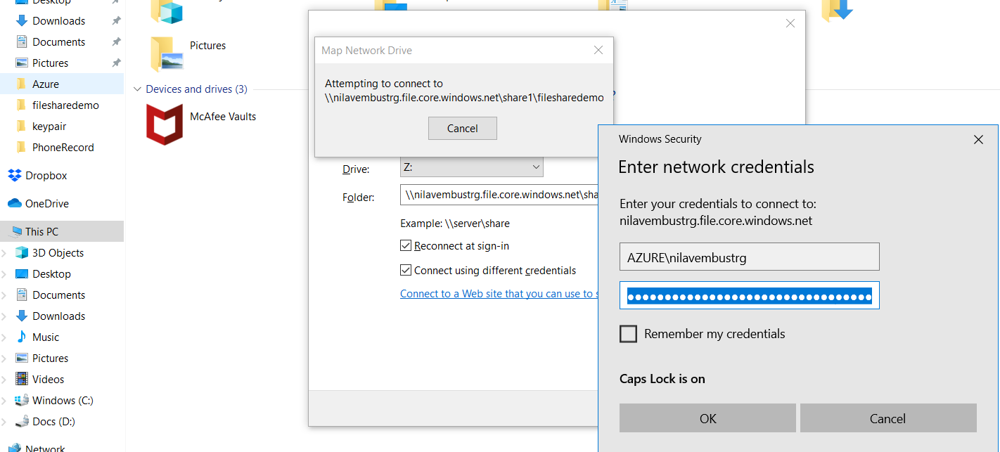 Desktop
Downloads
Documents
Pictures
Azure
filesharedemo
keypair
PhoneRecord
Dropbox
OneDrive
This PC
3D Objects
Desktop
Documents
Downloads
Music
Pictures
Videos
Windows (C:)
Docs (D:)
Network
Pictures
Devices and drives (3)
McAfee Vaults
Map Network Drive
Attempting to connect to
\\nilavembustrg.file.core.windows.net\share1\filesharedemo
Cancel
Drive:
Z:
Folder:
\\nilavembustrg.file.core.windows.net\sha
Example: \\server\share
Reconnect at sign-in
Connect using different credentials
Connect to a Web site that you can use to s
Windows Security
Enter network credentials
Enter your credentials to connect to:
nilavembustrg.file.core.windows.net
AZURE\nilavembustrg
Remember my credentials
Caps Lock is on
OK
Cancel